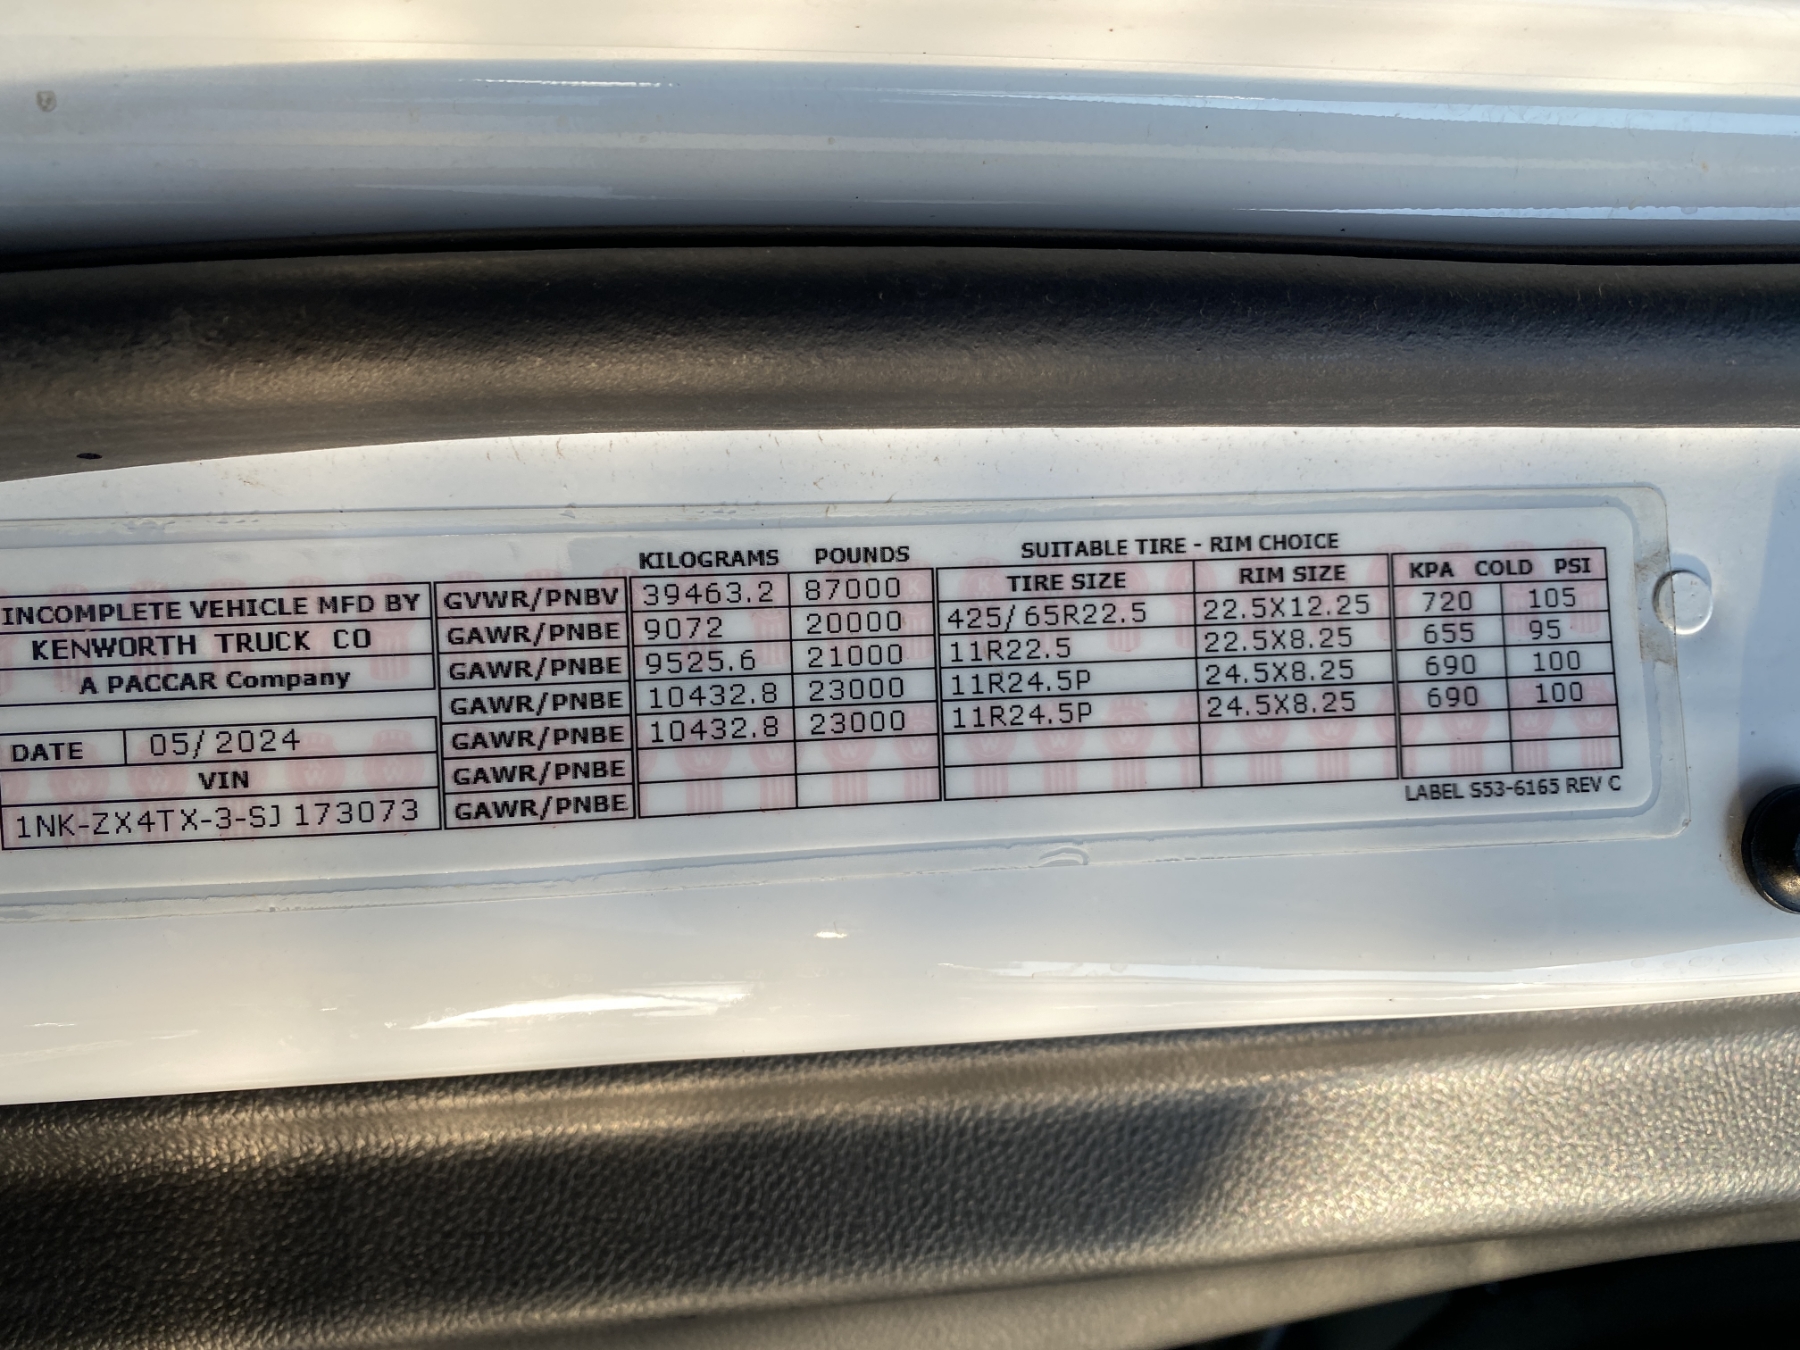 KILOGRAMS POUNDS SUITABLE TIRE - RIM CHOICE
INCOMPLETE VEHICLE MFD BY
KENWORTH TRUCK CO
A PACCAR Company
DATE 05/2024
VIN
1NK-ZX4TX-3-SJ173073
GVWR/PNBV 39463.2 87000
GAWR/PNBE 9072 20000
GAWR/PNBE 9525.6 21000
GAWR/PNBE 10432.8 23000
GAWR/PNBE 10432.8 23000
GAWR/PNBE
GAWR/PNBE
TIRE SIZE RIM SIZE KPA COLD PSI
425/65R22.5 22.5X12.25 720 105
11R22.5 22.5X8.25 655 95
11R24.5P 24.5X8.25 690 100
11R24.5P 24.5X8.25 690 100
LABEL S53-6165 REV C